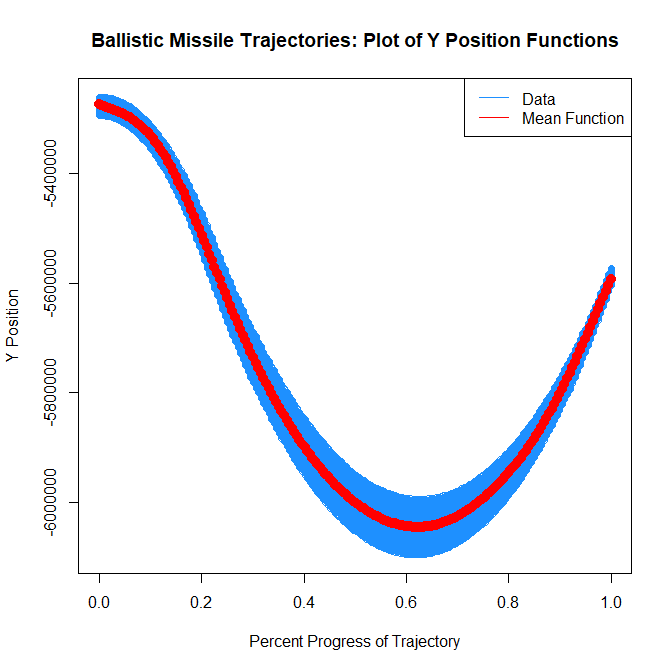 Ballistic Missile Trajectories: Plot of Y Position Functions
Data
Mean Function
-5400000
-5600000
-5800000
-6000000
Y Position
0.0 0.2 0.4 0.6 0.8 1.0
Percent Progress of Trajectory